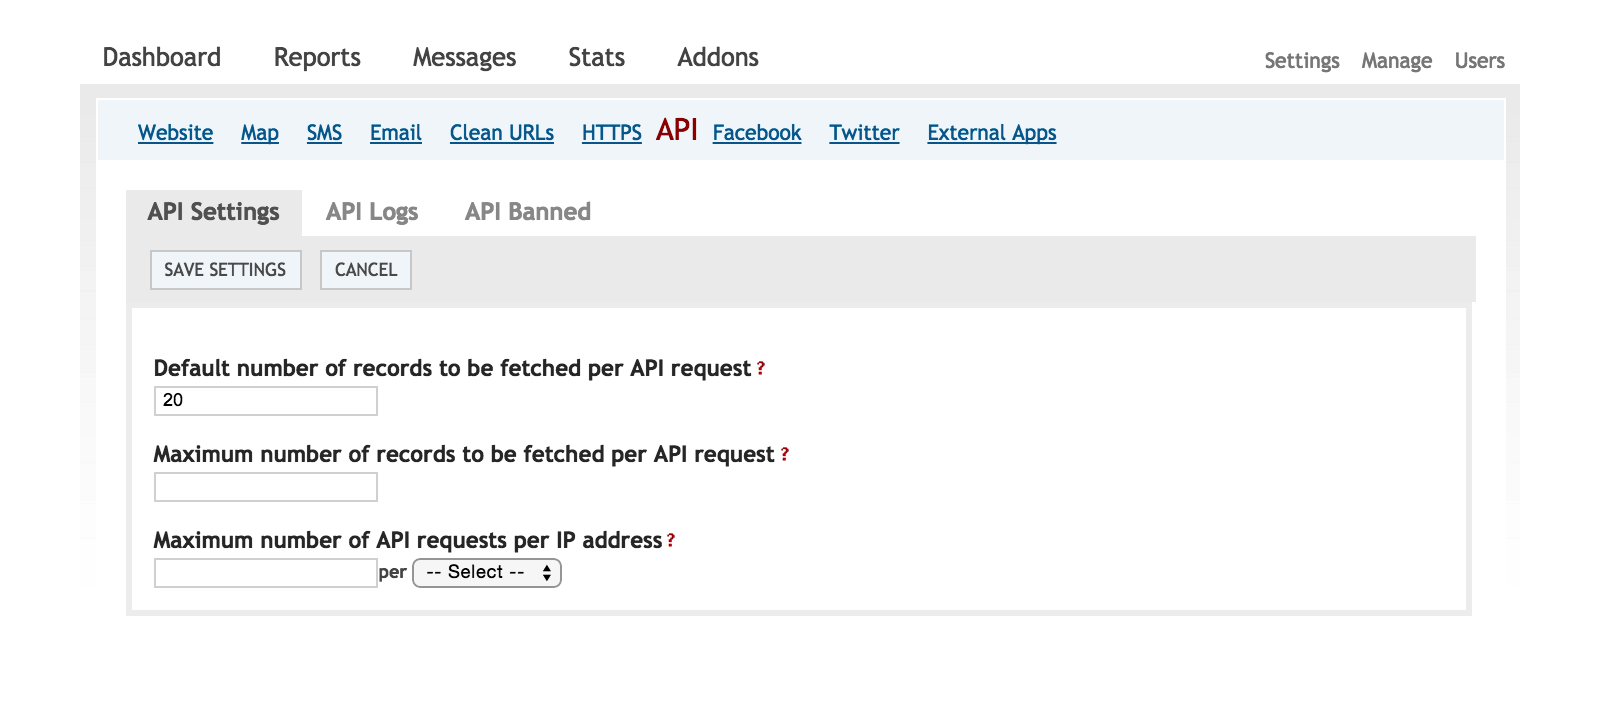 Dashboard Reports Messages Stats Addons Settings Manage Users
Website Map SMS Email Clean URLs HTTPS API Facebook Twitter External Apps
API Settings API Logs API Banned
SAVE SETTINGS CANCEL
Default number of records to be fetched per API request ?
20
Maximum number of records to be fetched per API request ?
Maximum number of API requests per IP address ?
per -- Select --